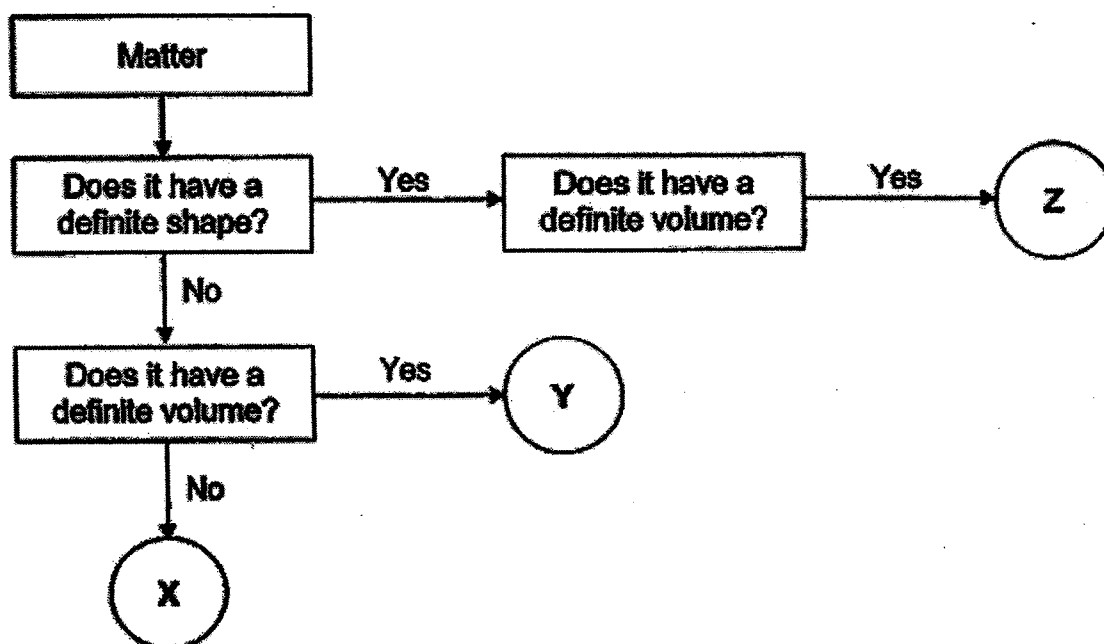 Matter
Does it have a
definite shape?
Yes
Does it have a
definite volume?
Yes
Z
No
Does it have a
definite volume?
Yes
Y
No
X